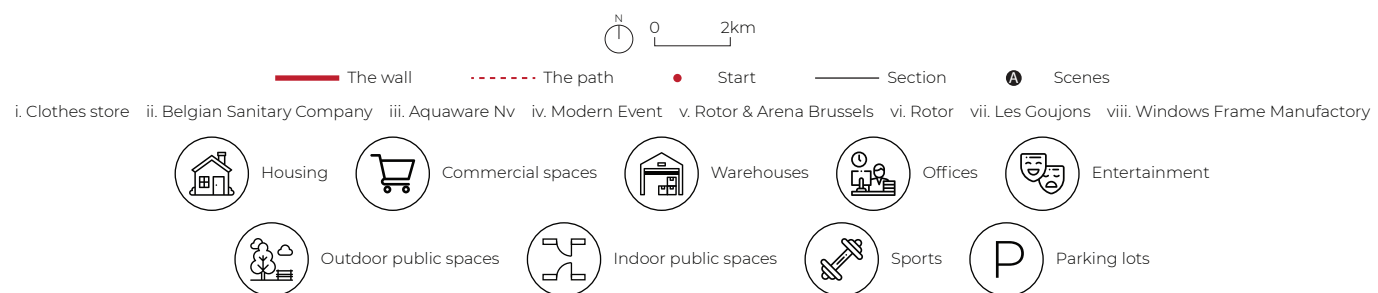 N
0 2km
The wall The path Start Section A Scenes
i. Clothes store ii. Belgian Sanitary Company iii. Aquaware Nv iv. Modern Event v. Rotor & Arena Brussels vi. Rotor vii. Les Goujons viii. Windows Frame Manufactory
Housing Commercial spaces Warehouses Offices Entertainment
Outdoor public spaces Indoor public spaces Sports P Parking lots